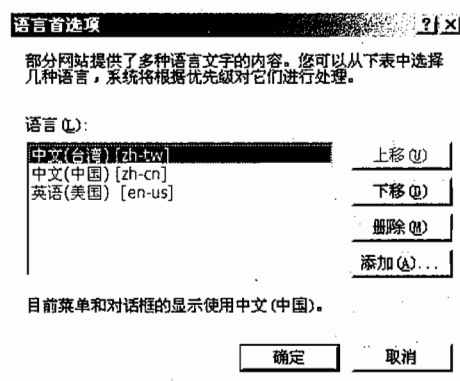 语言首选项
部分网站提供了多种语言文字的内容。您可以从下表中选择
几种语言，系统将根据优先级对它们进行处理。
语言(L):
中文(台湾) [zh-tw]
中文(中国) [zh-cn]
英语(美国) [en-us]
上移(U)
下移(D)
删除(M)
添加(A)...
目前菜单和对话框的显示使用中文(中国)。
确定
取消